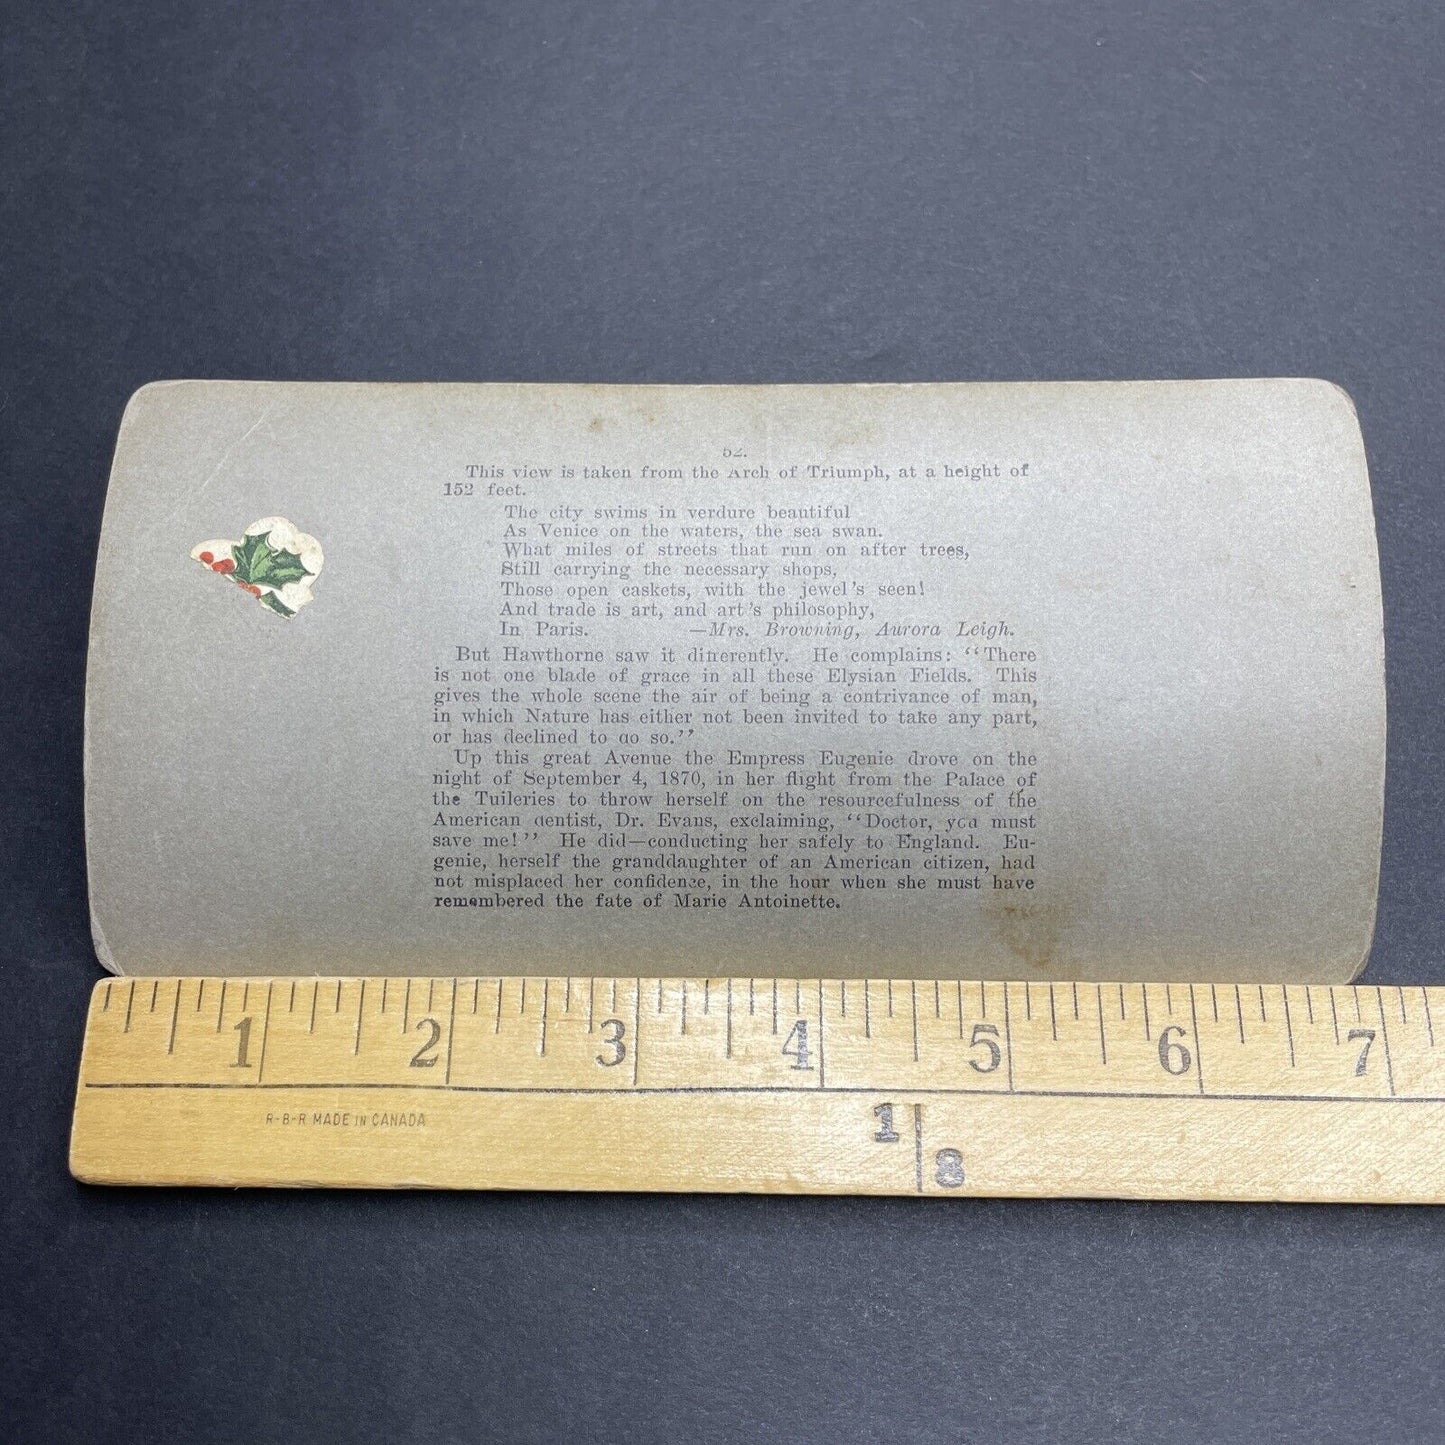 52.
This view is taken from the Arch of Triumph, at a height of
152 feet.
The city swims in verdure beautiful
As Venice on the waters, the sea swan.
What miles of streets that run on after trees,
Still carrying the necessary shops,
Those open caskets, with the jewel's seen!
And trade is art, and art's philosophy,
In Paris. —Mrs. Browning, Aurora Leigh.
But Hawthorne saw it differently. He complains: "There
is not one blade of grace in all these Elysian Fields. This
gives the whole scene the air of being a contrivance of man,
in which Nature has either not been invited to take any part,
or has declined to do so."
Up this great Avenue the Empress Eugenie drove on the
night of September 4, 1870, in her flight from the Palace of
the Tuileries to throw herself on the resourcefulness of the
American dentist, Dr. Evans, exclaiming, "Doctor, you must
save me!" He did—conducting her safely to England. Eu-
genie, herself the granddaughter of an American citizen, had
not misplaced her confidence, in the hour when she must have
remembered the fate of Marie Antoinette.
1 2 3 4 5 6 7
R-B-R MADE IN CANADA
1
8